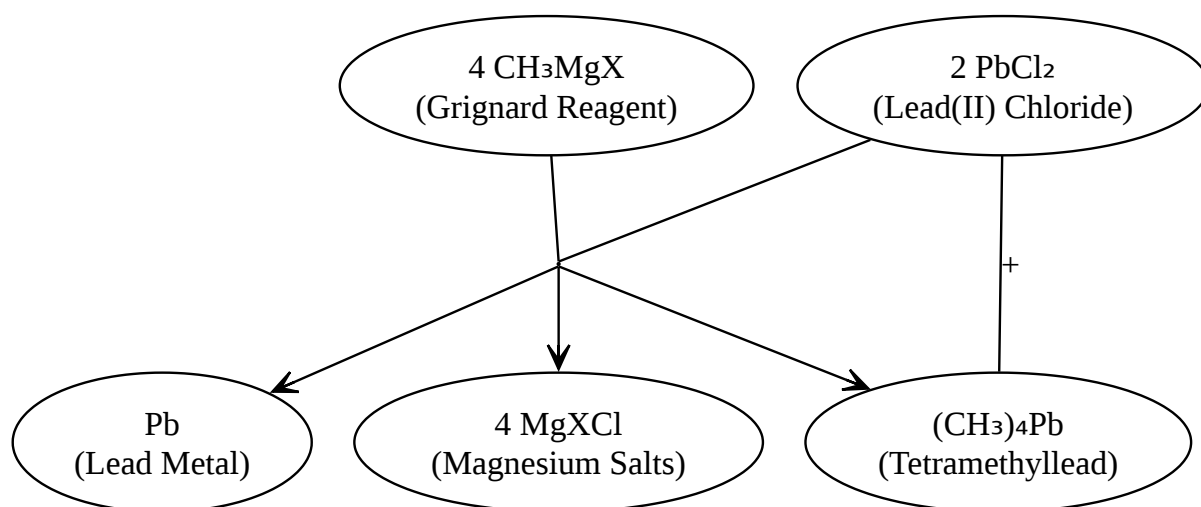 4 CH₃MgX
(Grignard Reagent)
2 PbCl₂
(Lead(II) Chloride)
+
Pb
(Lead Metal)
4 MgXCl
(Magnesium Salts)
(CH₃)₄Pb
(Tetramethyllead)